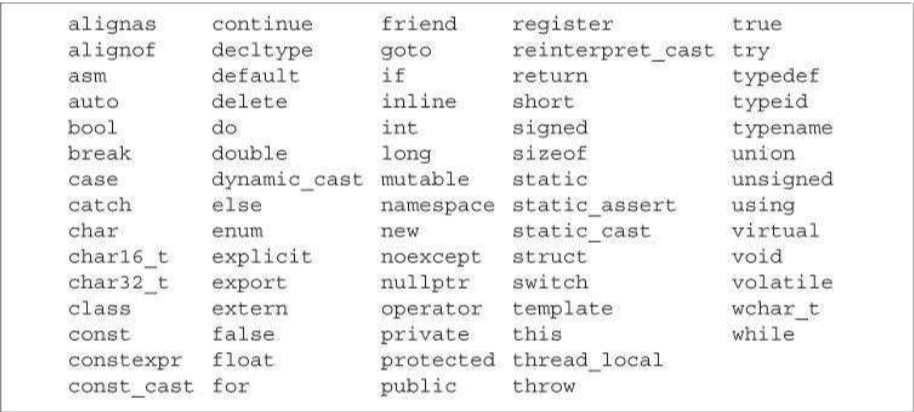 alignas continue friend register true
alignof decltype goto reinterpret_cast try
asm default if return typedef
auto delete inline short typeid
bool do int signed typename
break double long sizeof union
case dynamic_cast mutable static unsigned
catch else namespace static_assert using
char enum new static_cast virtual
char16_t explicit noexcept struct void
char32_t export nullptr switch volatile
class extern operator template wchar_t
const false private this while
constexpr float protected thread_local
const_cast for public throw